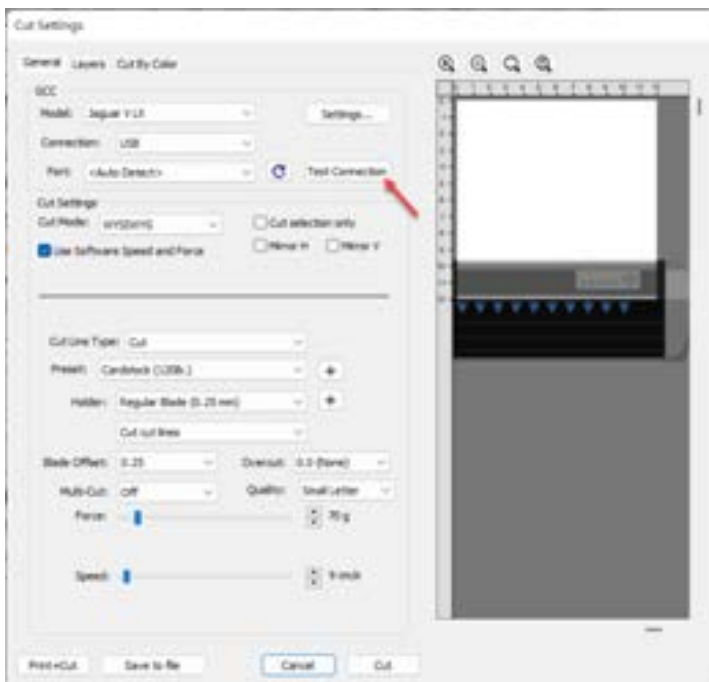 Cut Settings
General Layers Cut By Color
GCC
Model: Jaguar V LX Settings...
Connection: USB
Port: <Auto Detect> Test Connection
Cut Settings
Cut Mode: WYSIWYG Cut selection only
Use Software Speed and Force Mirror H Mirror V
Cut Line Type: Cut
Preset: Cardstock (120lb.) +
Holder: Regular Blade (0.25 mm) +
Cut cut lines
Blade Offset: 0.25 Overcut: 0.0 (None)
Multi-Cut: Off Quality: Small Letter
Force: 70 g
Speed:
Print+Cut Save to file Cancel Cut